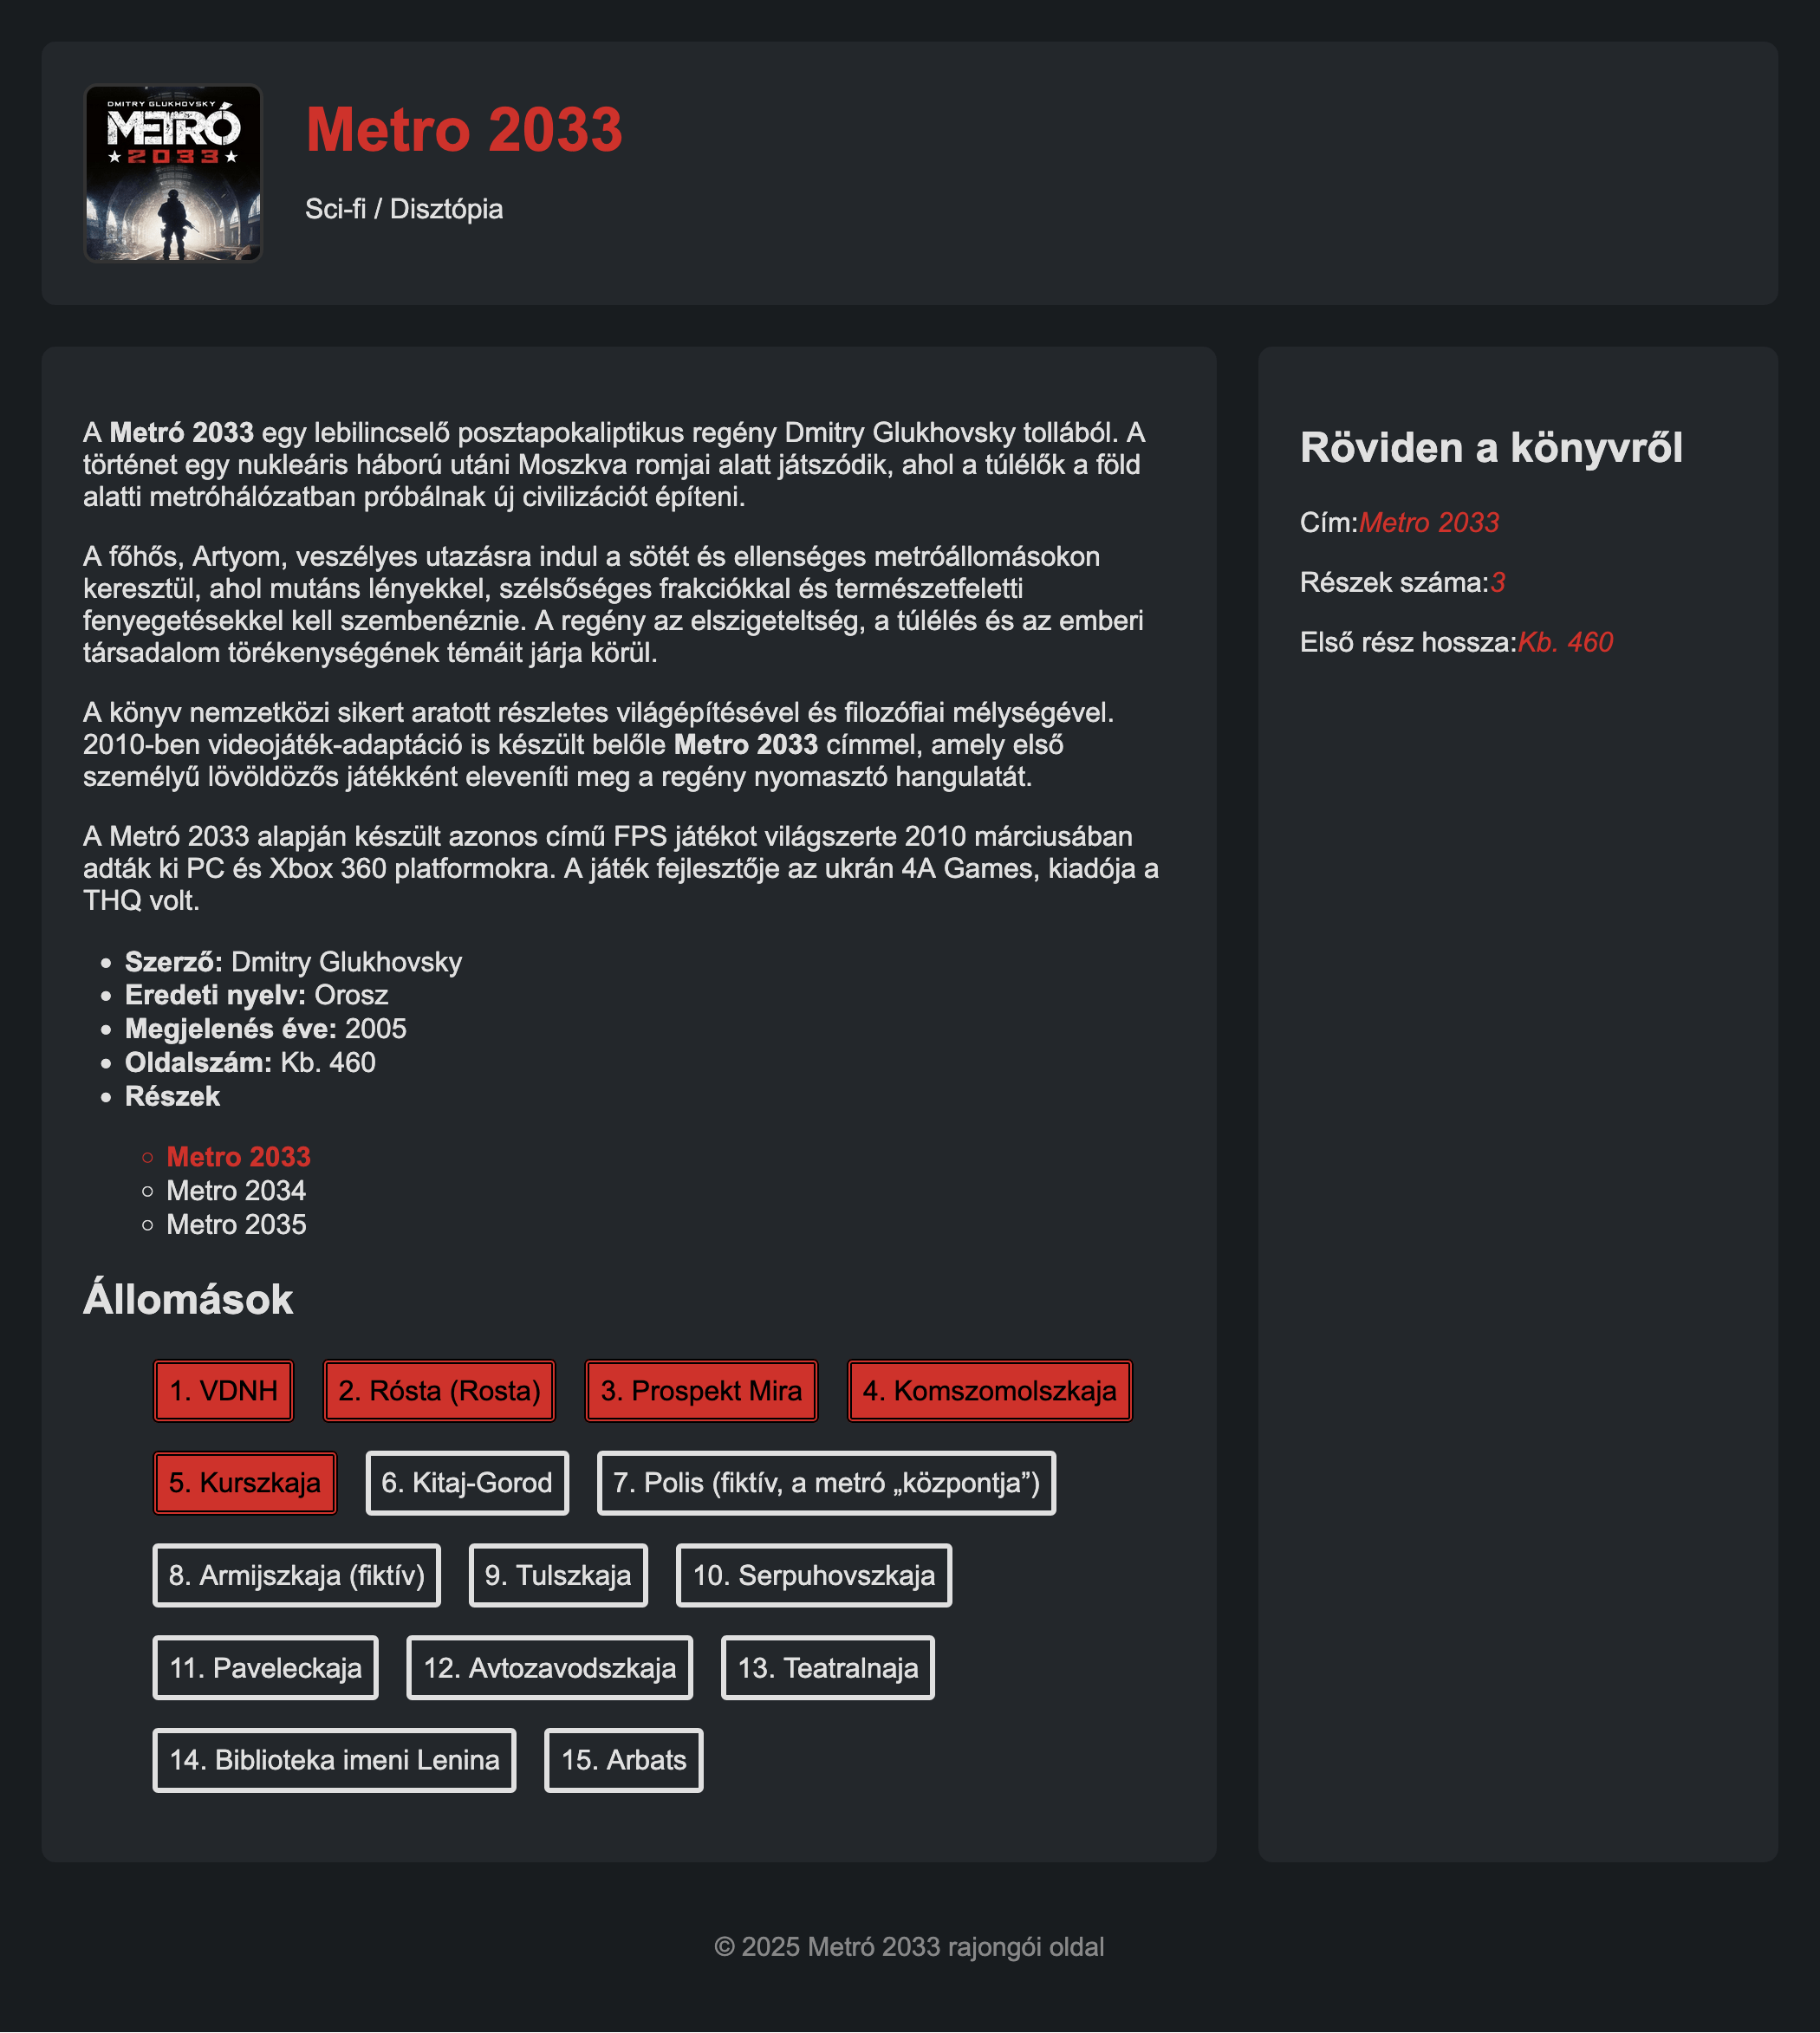 DMITRY GLUKHOVSKY
METRÓ
2033
Metro 2033
Sci-fi / Disztópia
A Metró 2033 egy lebilincselő posztapokaliptikus regény Dmitry Glukhovsky tollából. A
történet egy nukleáris háború utáni Moszkva romjai alatt játszódik, ahol a túlélők a föld
alatti metróhálózatban próbálnak új civilizációt építeni.
A főhős, Artyom, veszélyes utazásra indul a sötét és ellenséges metróállomásokon
keresztül, ahol mutáns lényekkel, szélsőséges frakciókkal és természetfeletti
fenyegetésekkel kell szembenéznie. A regény az elszigeteltség, a túlélés és az emberi
társadalom törékenységének témáit járja körül.
A könyv nemzetközi sikert aratott részletes világépítésével és filozófiai mélységével.
2010-ben videojáték-adaptáció is készült belőle Metro 2033 címmel, amely első
személyű lövöldözős játékként eleveníti meg a regény nyomasztó hangulatát.
A Metró 2033 alapján készült azonos című FPS játékot világszerte 2010 márciusában
adták ki PC és Xbox 360 platformokra. A játék fejlesztője az ukrán 4A Games, kiadója a
THQ volt.
Szerző: Dmitry Glukhovsky
Eredeti nyelv: Orosz
Megjelenés éve: 2005
Oldalszám: Kb. 460
Részek
Metro 2033
Metro 2034
Metro 2035
Állomások
1. VDNH
2. Rósta (Rosta)
3. Prospekt Mira
4. Komszomolszkaja
5. Kurszkaja
6. Kitaj-Gorod
7. Polis (fiktív, a metró „központja”)
8. Armijszkaja (fiktív)
9. Tulszkaja
10. Serpuhovszkaja
11. Paveleckaja
12. Avtozavodszkaja
13. Teatralnaja
14. Biblioteka imeni Lenina
15. Arbats
Röviden a könyvről
Cím:Metro 2033
Részek száma:3
Első rész hossza:Kb. 460
© 2025 Metró 2033 rajongói oldal